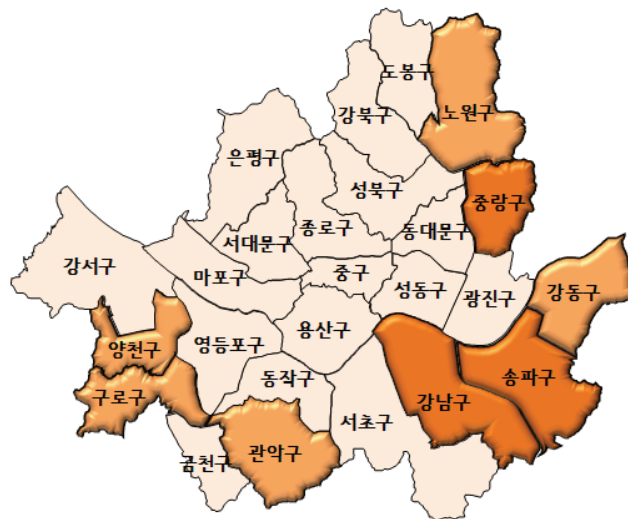 도봉구
강북구
노원구
은평구
성북구
중랑구
종로구
동대문구
서대문구
강서구
마포구
중구
성동구
광진구
강동구
양천구
영등포구
용산구
송파구
동작구
구로구
강남구
서초구
금천구
관악구